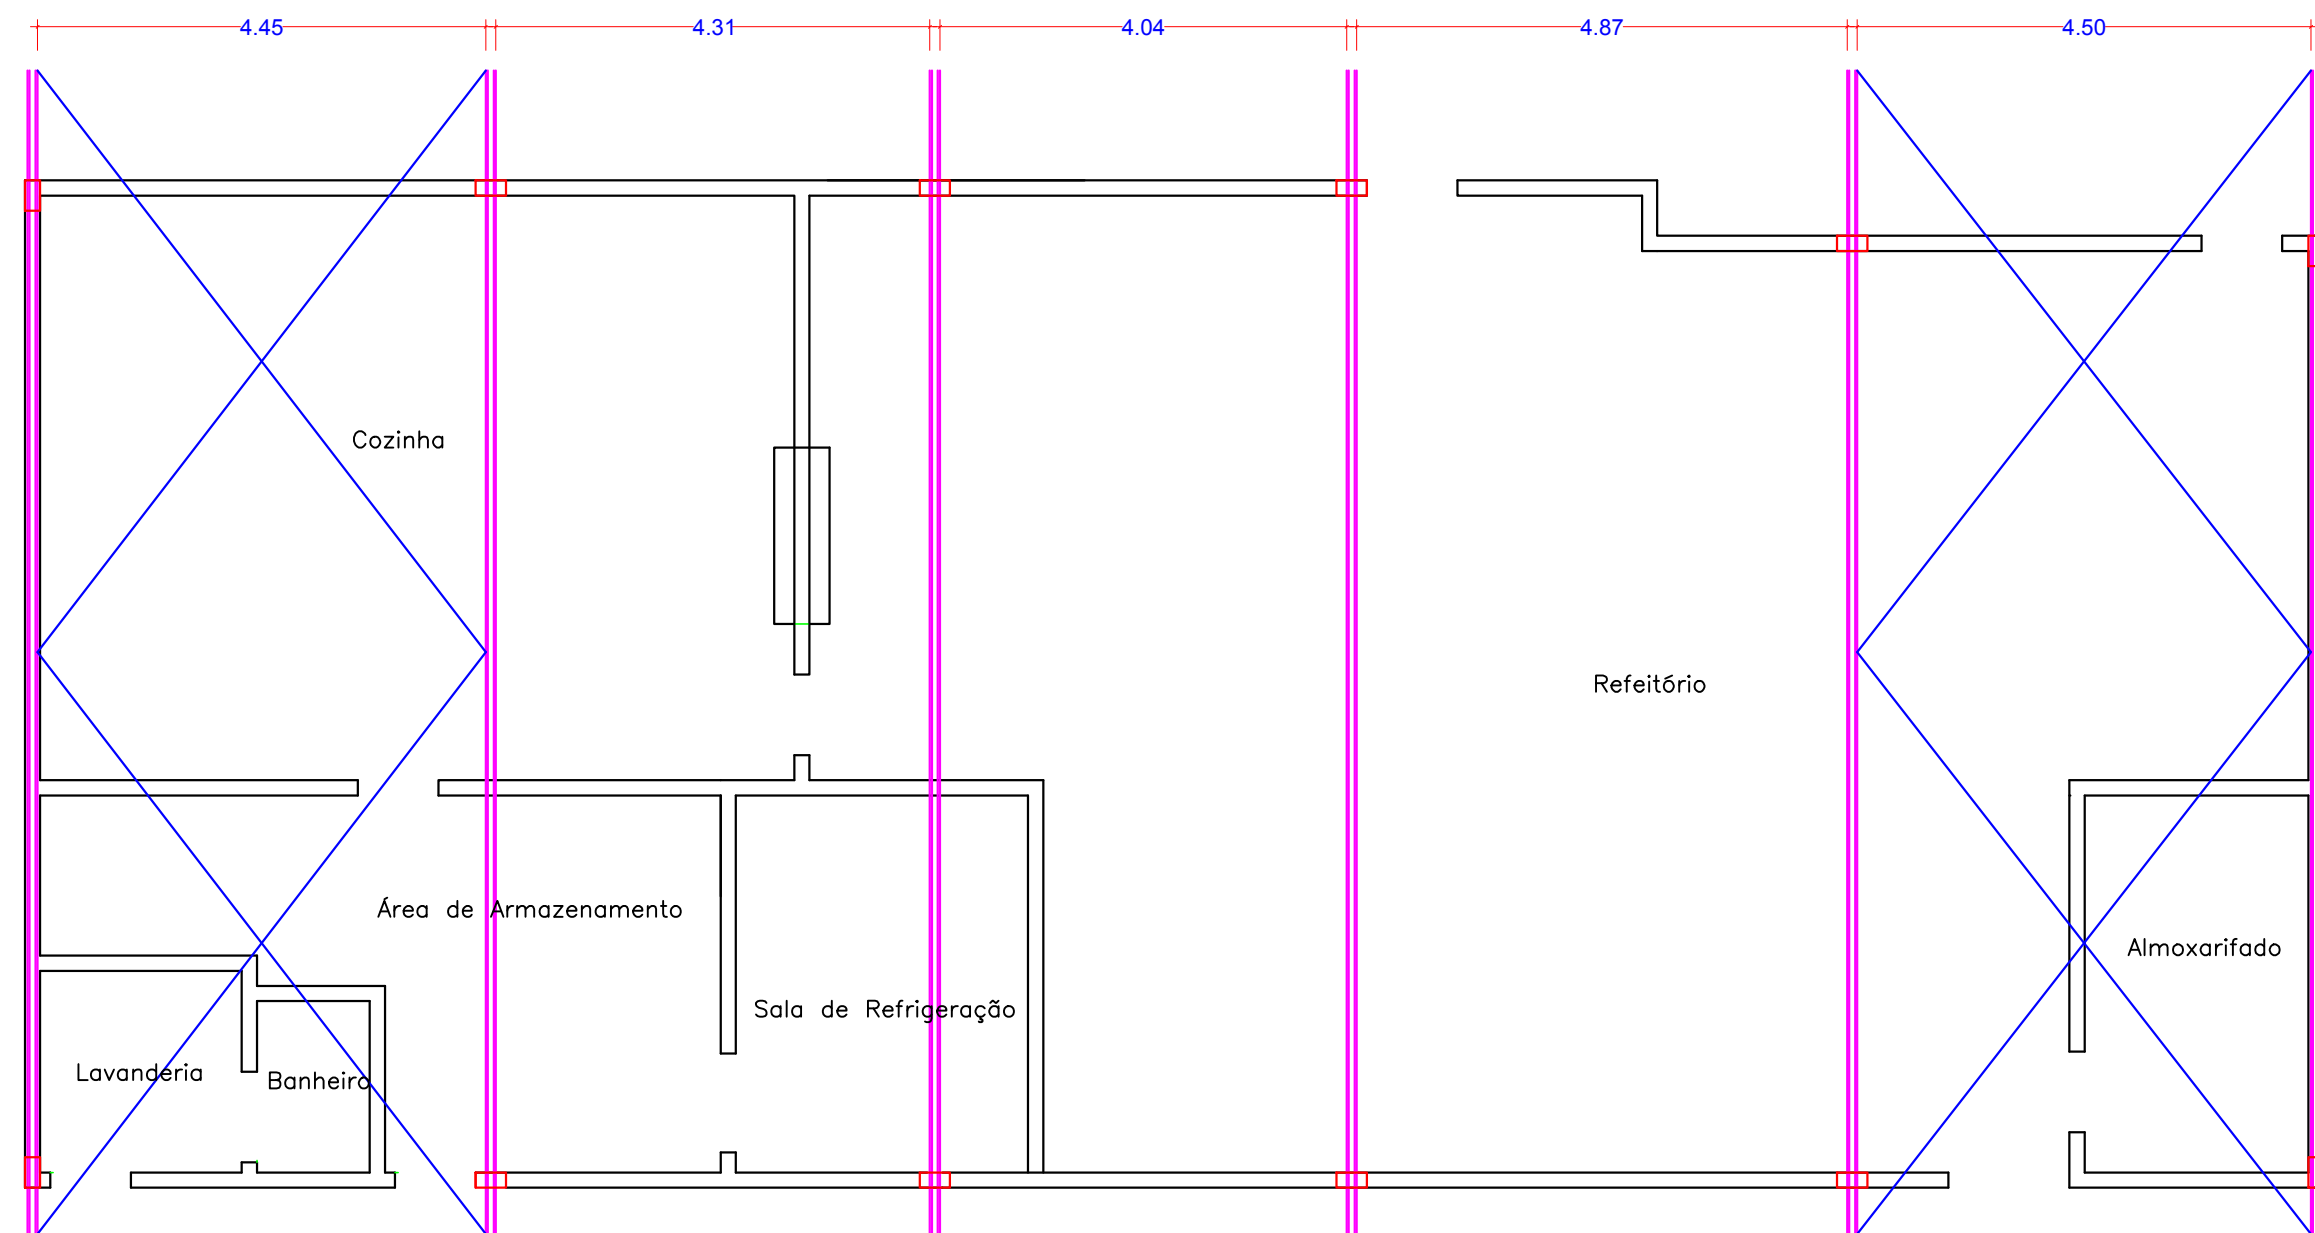 4.45 4.31 4.04 4.87 4.50
Cozinha
Refeitório
Área de Armazenamento
Almoxarifado
Sala de Refrigeração
Lavanderia
Banheiro